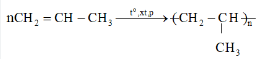 nCH₂ = CH − CH₃ —t°,xt,p→ (CH₂ − CH)ₙ
|
CH₃